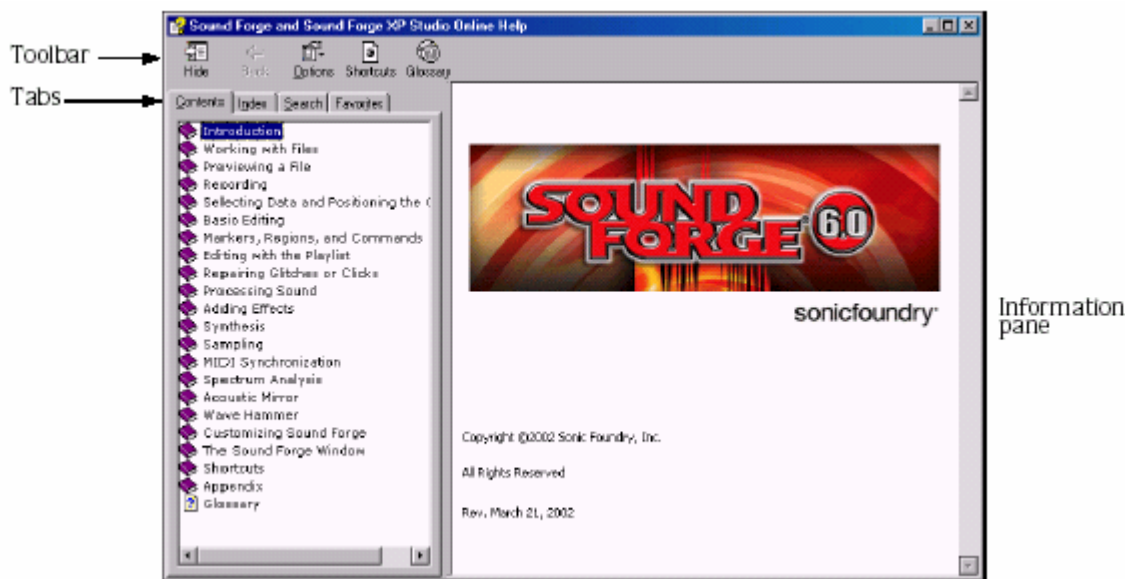 Sound Forge and Sound Forge XP Studio Online Help
Toolbar
Hide Back Options Shortcuts Glossary
Tabs
Contents Index Search Favorites
Introduction
Working with Files
Previewing a File
Recording
Selecting Data and Positioning the C
Basic Editing
Markers, Regions, and Commands
Editing with the Playlist
Repairing Glitches or Clicks
Processing Sound
Adding Effects
Synthesis
Sampling
MIDI Synchronization
Spectrum Analysis
Acoustic Mirror
Wave Hammer
Customizing Sound Forge
The Sound Forge Window
Shortcuts
Appendix
Glossary
SOUND
FORGE® 6.0
sonicfoundry®
Copyright ©2002 Sonic Foundry, Inc.
All Rights Reserved
Rev. March 21, 2002
Information
pane